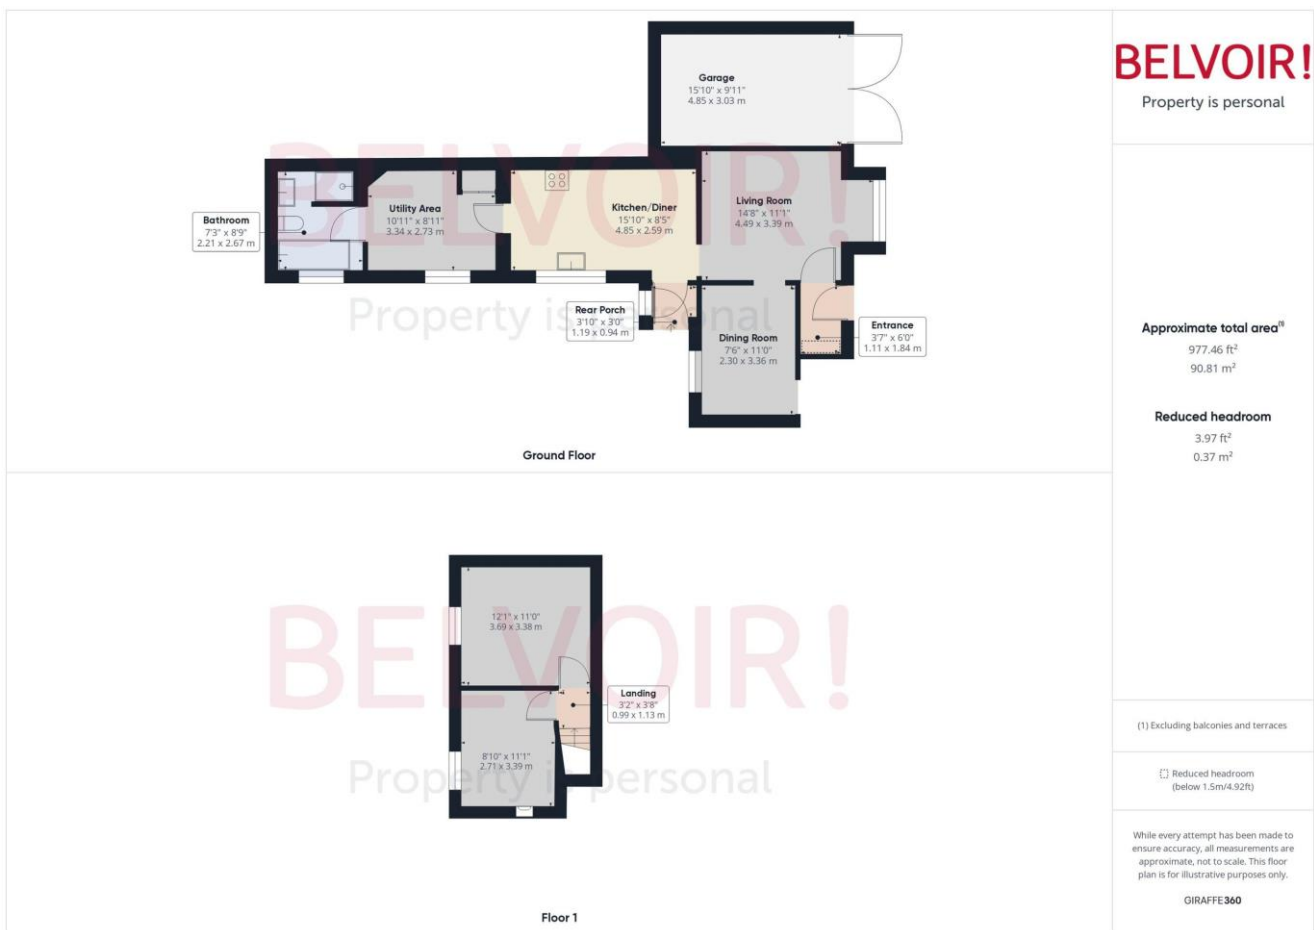 Garage
15'10" x 9'11"
4.85 x 3.03 m
BELVOIR!
Property is personal
Bathroom
7'3" x 8'9"
2.21 x 2.67 m
Utility Area
10'11" x 8'11"
3.34 x 2.73 m
Kitchen/Diner
15'10" x 8'5"
4.85 x 2.59 m
Living Room
14'8" x 11'1"
4.49 x 3.39 m
Rear Porch
3'10" x 3'0"
1.19 x 0.94 m
Dining Room
7'6" x 11'0"
2.30 x 3.36 m
Entrance
3'7" x 6'0"
1.11 x 1.84 m
Ground Floor
BELVOIR!
Property is personal
12'1" x 11'0"
3.69 x 3.38 m
Landing
3'2" x 3'8"
0.99 x 1.13 m
8'10" x 11'1"
2.71 x 3.39 m
Floor 1
BELVOIR!
Property is personal
Approximate total area(1)
977.46 ft²
90.81 m²
Reduced headroom
3.97 ft²
0.37 m²
(1) Excluding balconies and terraces
Reduced headroom
(below 1.5m/4.92ft)
While every attempt has been made to
ensure accuracy, all measurements are
approximate, not to scale. This floor
plan is for illustrative purposes only.
GIRAFFE360